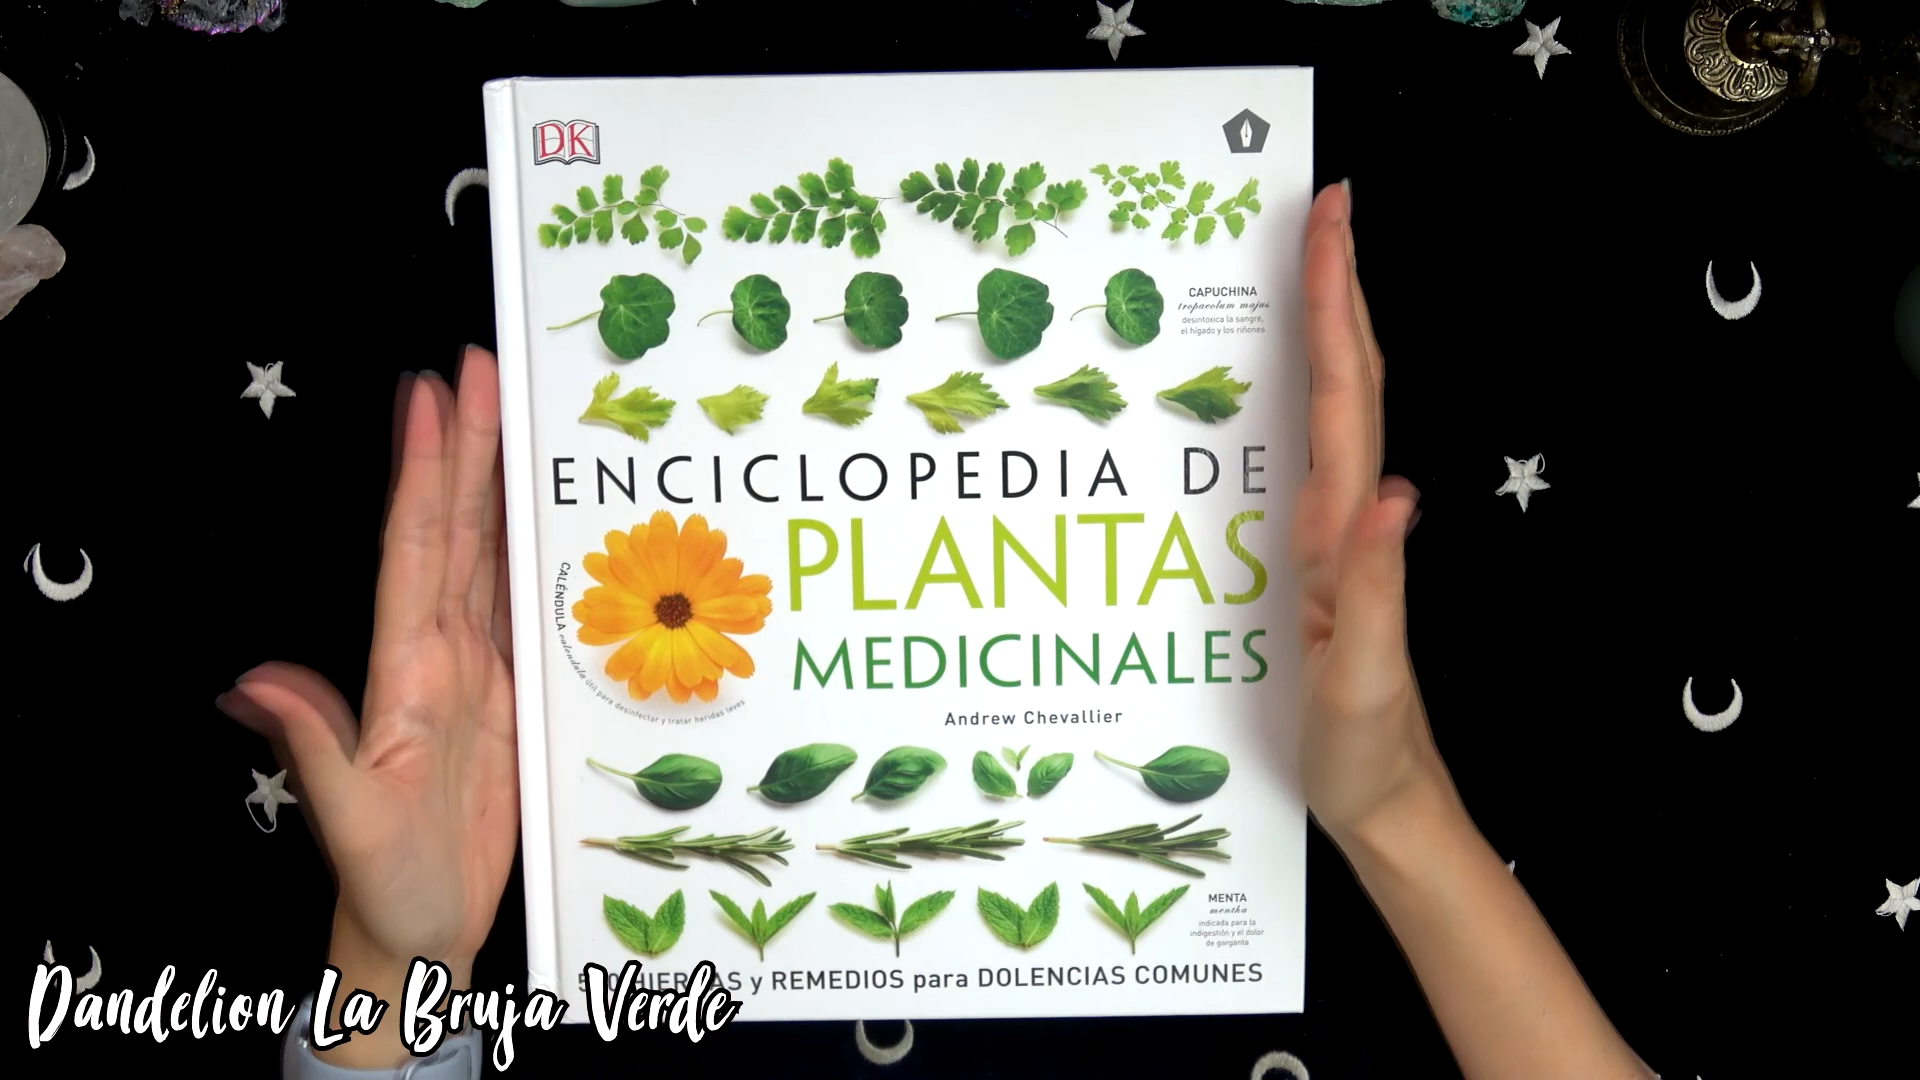 DK
CAPUCHINA
tropaeolum majus
desintoxica la sangre,
el hígado y los riñones
ENCICLOPEDIA DE
PLANTAS
MEDICINALES
CALÉNDULA calendula útil para desinfectar y tratar heridas leves
Andrew Chevallier
MENTA
mentha
indicada para la
indigestión y el dolor
de garganta
HIERBAS y REMEDIOS para DOLENCIAS COMUNES
Dandelion La Bruja Verde